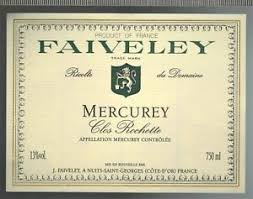 PRODUCT OF FRANCE
FAIVELEY
TRADE MARK
Récolte du Domaine
MERCUREY
Clos Rochette
APPELLATION MERCUREY CONTRÔLÉE
13%vol.
750 ml
MIS EN BOUTEILLE PAR
J. FAIVELEY, A NUITS-SAINT-GEORGES (CÔTE-D'OR) FRANCE